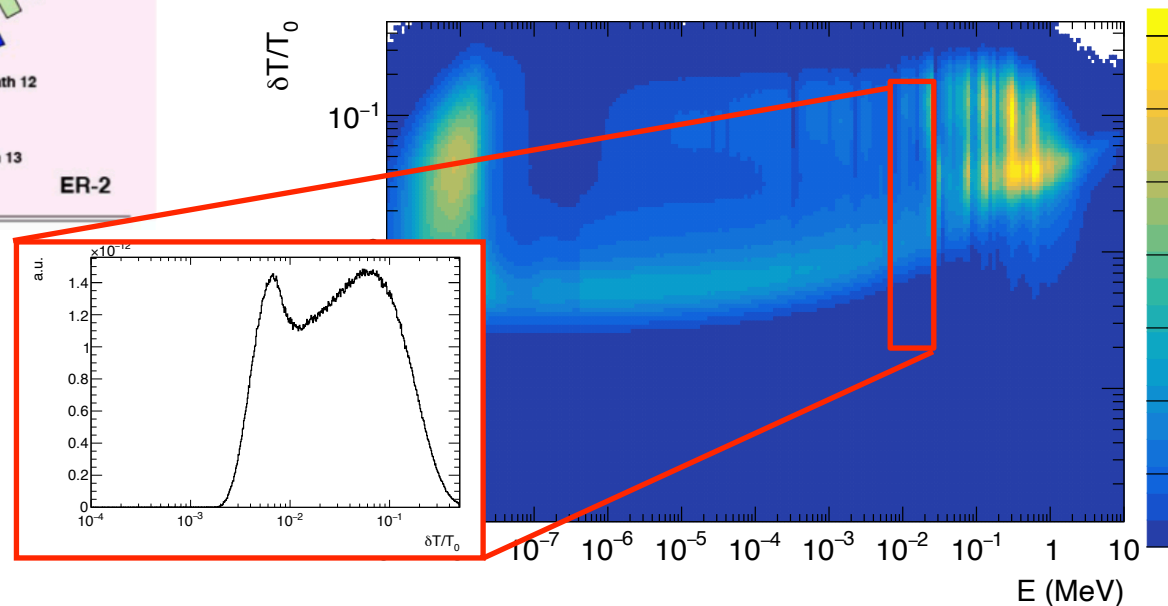 th 12
13
ER-2
δT/T₀
10⁻¹
×10⁻¹²
a.u.
1.4
1.2
1
0.8
0.6
0.4
0.2
0
10⁻⁴ 10⁻³ 10⁻² 10⁻¹
δT/T₀
10⁻⁷ 10⁻⁶ 10⁻⁵ 10⁻⁴ 10⁻³ 10⁻² 10⁻¹ 1 10
E (MeV)